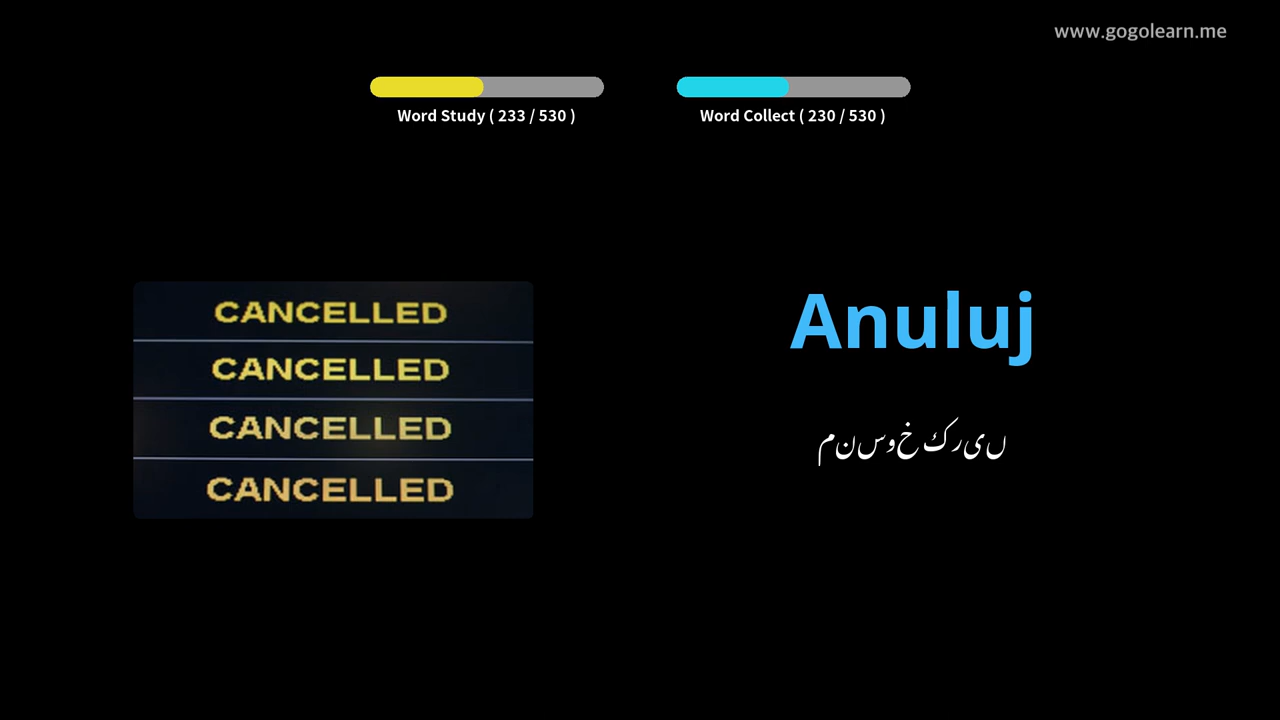 www.gogolearn.me
Word Study ( 233 / 530 )
Word Collect ( 230 / 530 )
CANCELLED
CANCELLED
CANCELLED
CANCELLED
Anuluj
منسوخ کریں